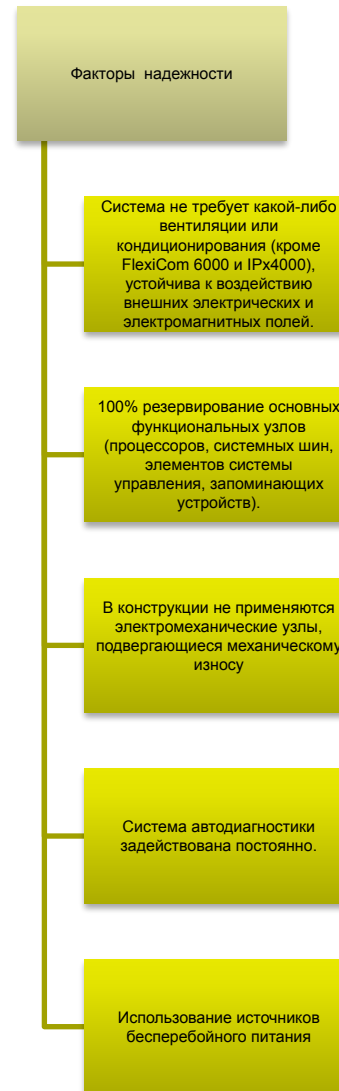 Факторы надежности
Система не требует какой-либо
вентиляции или
кондиционирования (кроме
FlexiCom 6000 и IPx4000),
устойчива к воздействию
внешних электрических и
электромагнитных полей.
100% резервирование основных
функциональных узлов
(процессоров, системных шин,
элементов системы
управления, запоминающих
устройств).
В конструкции не применяются
электромеханические узлы,
подвергающиеся механическому
износу
Система автодиагностики
задействована постоянно.
Использование источников
бесперебойного питания